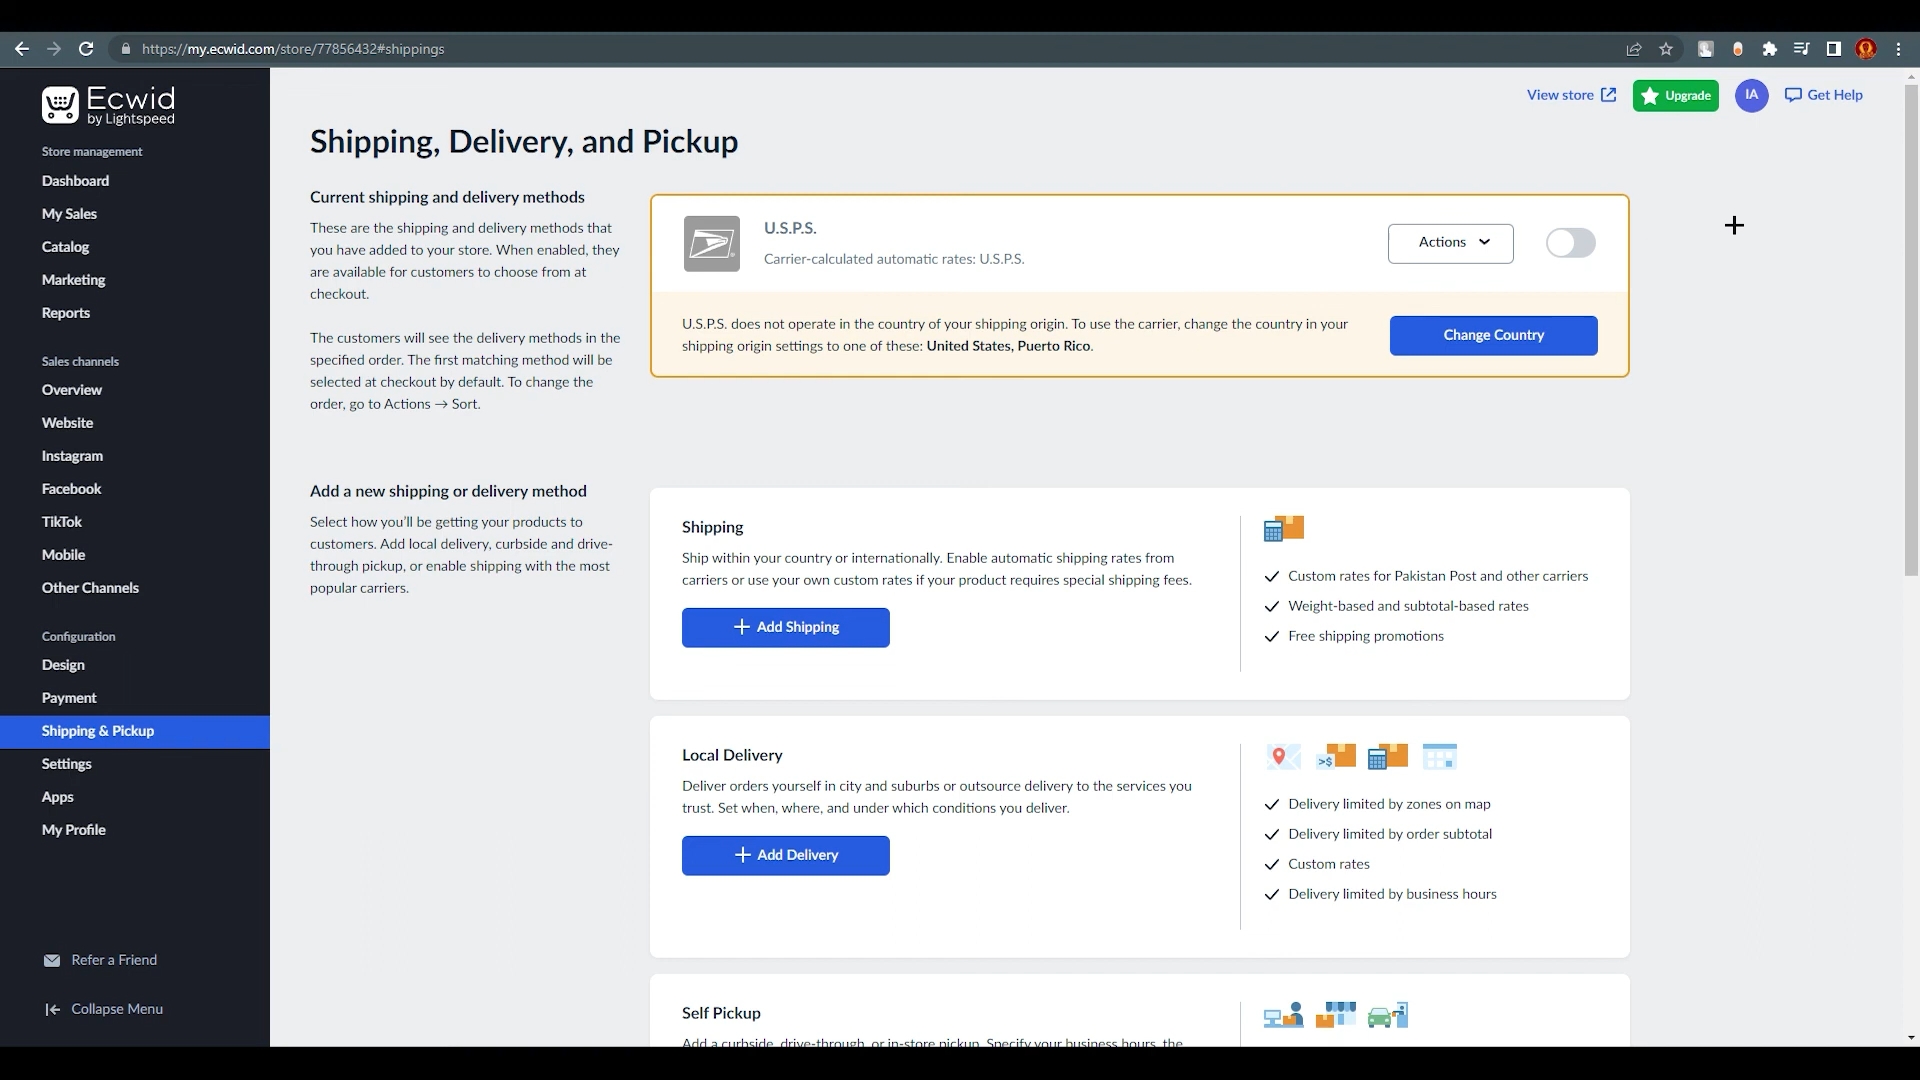 https://my.ecwid.com/store/77856432#shippings
Ecwid
by Lightspeed
Store management
Dashboard
My Sales
Catalog
Marketing
Reports
Sales channels
Overview
Website
Instagram
Facebook
TikTok
Mobile
Other Channels
Configuration
Design
Payment
Shipping & Pickup
Settings
Apps
My Profile
Refer a Friend
Collapse Menu
View store
Upgrade
IA
Get Help
Shipping, Delivery, and Pickup
Current shipping and delivery methods
These are the shipping and delivery methods that
you have added to your store. When enabled, they
are available for customers to choose from at
checkout.
The customers will see the delivery methods in the
specified order. The first matching method will be
selected at checkout by default. To change the
order, go to Actions → Sort.
U.S.P.S.
Carrier-calculated automatic rates: U.S.P.S.
Actions
U.S.P.S. does not operate in the country of your shipping origin. To use the carrier, change the country in your
shipping origin settings to one of these: United States, Puerto Rico.
Change Country
Add a new shipping or delivery method
Select how you'll be getting your products to
customers. Add local delivery, curbside and drive-
through pickup, or enable shipping with the most
popular carriers.
Shipping
Ship within your country or internationally. Enable automatic shipping rates from
carriers or use your own custom rates if your product requires special shipping fees.
+ Add Shipping
Custom rates for Pakistan Post and other carriers
Weight-based and subtotal-based rates
Free shipping promotions
Local Delivery
Deliver orders yourself in city and suburbs or outsource delivery to the services you
trust. Set when, where, and under which conditions you deliver.
+ Add Delivery
>$
Delivery limited by zones on map
Delivery limited by order subtotal
Custom rates
Delivery limited by business hours
Self Pickup
Add a curbside, drive-through, or in-store pickup. Specify your business hours, the